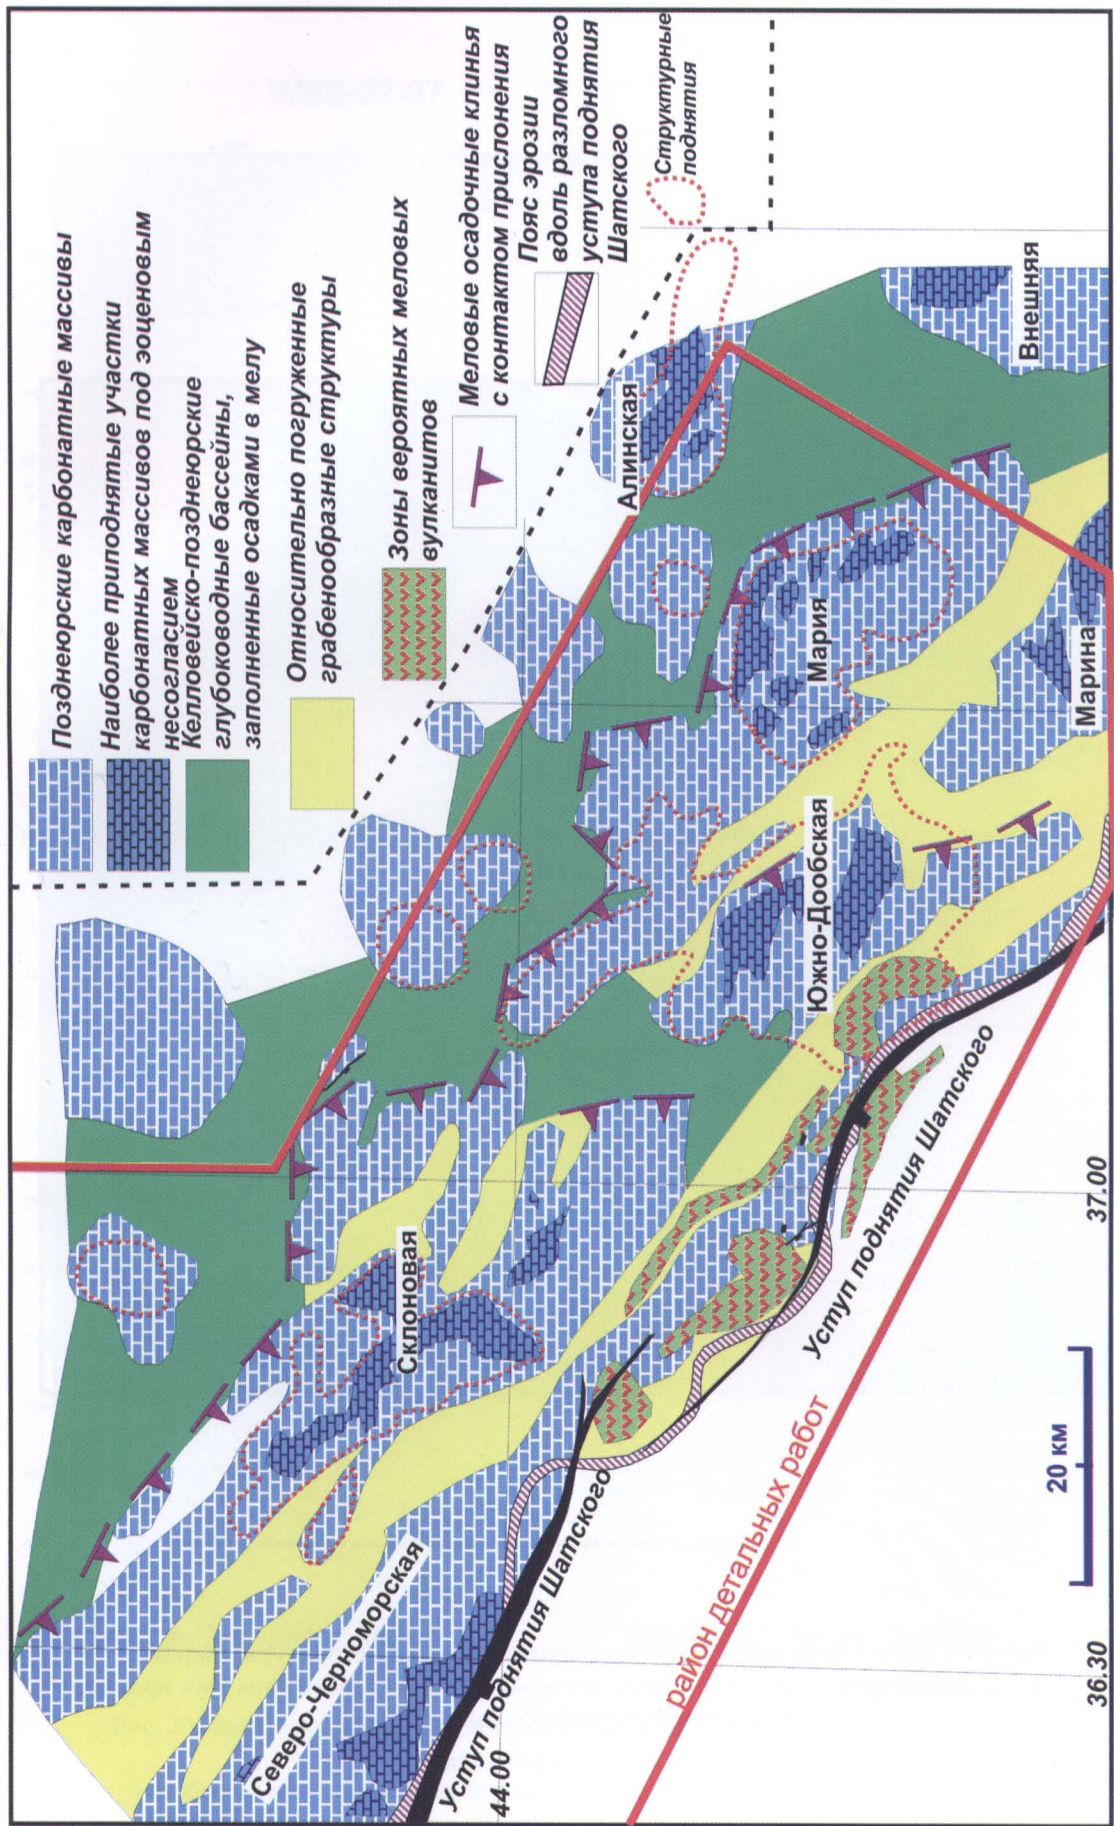 Позднеюрские карбонатные массивы
Наиболее приподнятые участки
карбонатных массивов под эоценовым
несогласием
Келловейско-позднеюрские
глубоководные бассейны,
заполненные осадками в мелу
Относительно погруженные
грабенообразные структуры
Зоны вероятных меловых
вулканитов
Меловые осадочные клинья
с контактом прислонения
Пояс эрозии
вдоль разломного
уступа поднятия
Шатского
Структурные
поднятия
Алинская
Внешняя
Мария
Марина
Южно-Дообская
Склоновая
Северо-Черноморская
Уступ поднятия Шатского
Уступ поднятия Шатского
район детальных работ
20 км
44.00
36.30
37.00